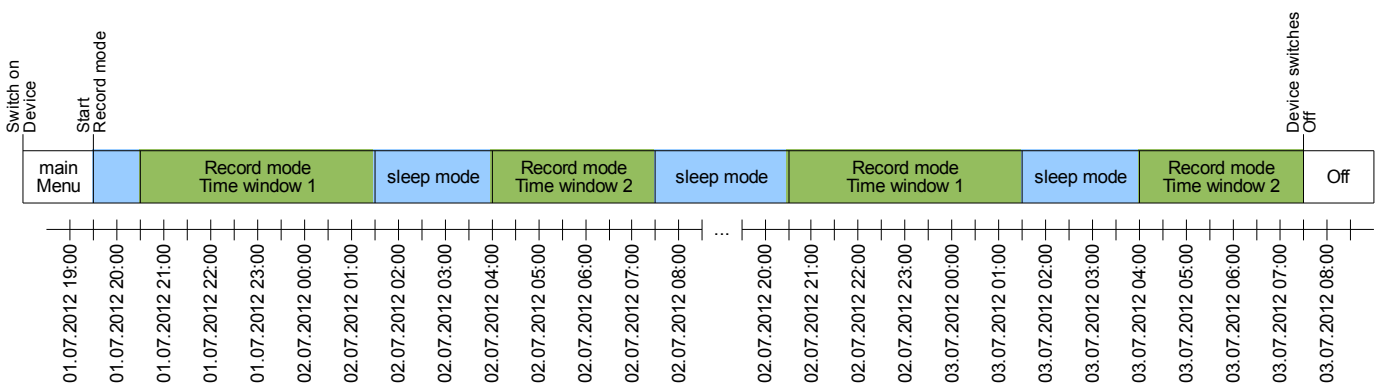 Switch on
Device
Start
Record mode
Device switches
Off
main
Menu
Record mode
Time window 1
sleep mode
Record mode
Time window 2
sleep mode
Record mode
Time window 1
sleep mode
Record mode
Time window 2
Off
...
01.07.2012 19:00
01.07.2012 20:00
01.07.2012 21:00
01.07.2012 22:00
01.07.2012 23:00
02.07.2012 00:00
02.07.2012 01:00
02.07.2012 02:00
02.07.2012 03:00
02.07.2012 04:00
02.07.2012 05:00
02.07.2012 06:00
02.07.2012 07:00
02.07.2012 08:00
02.07.2012 20:00
02.07.2012 21:00
02.07.2012 22:00
02.07.2012 23:00
03.07.2012 00:00
03.07.2012 01:00
03.07.2012 02:00
03.07.2012 03:00
03.07.2012 04:00
03.07.2012 05:00
03.07.2012 06:00
03.07.2012 07:00
03.07.2012 08:00